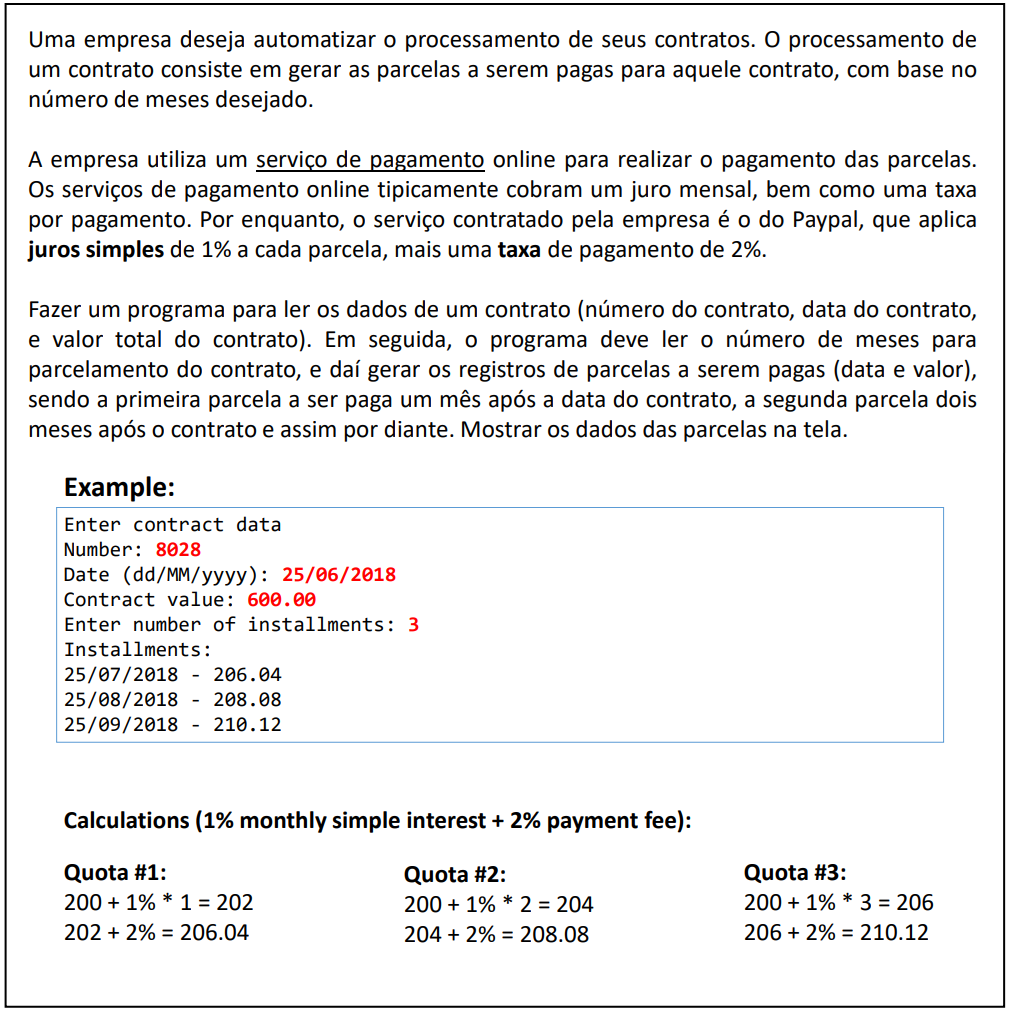 Uma empresa deseja automatizar o processamento de seus contratos. O processamento de
um contrato consiste em gerar as parcelas a serem pagas para aquele contrato, com base no
número de meses desejado.
A empresa utiliza um serviço de pagamento online para realizar o pagamento das parcelas.
Os serviços de pagamento online tipicamente cobram um juro mensal, bem como uma taxa
por pagamento. Por enquanto, o serviço contratado pela empresa é o do Paypal, que aplica
juros simples de 1% a cada parcela, mais uma taxa de pagamento de 2%.
Fazer um programa para ler os dados de um contrato (número do contrato, data do contrato,
e valor total do contrato). Em seguida, o programa deve ler o número de meses para
parcelamento do contrato, e daí gerar os registros de parcelas a serem pagas (data e valor),
sendo a primeira parcela a ser paga um mês após a data do contrato, a segunda parcela dois
meses após o contrato e assim por diante. Mostrar os dados das parcelas na tela.
Example:
Enter contract data
Number: 8028
Date (dd/MM/yyyy): 25/06/2018
Contract value: 600.00
Enter number of installments: 3
Installments:
25/07/2018 - 206.04
25/08/2018 - 208.08
25/09/2018 - 210.12
Calculations (1% monthly simple interest + 2% payment fee):
Quota #1:
200 + 1% * 1 = 202
202 + 2% = 206.04
Quota #2:
200 + 1% * 2 = 204
204 + 2% = 208.08
Quota #3:
200 + 1% * 3 = 206
206 + 2% = 210.12